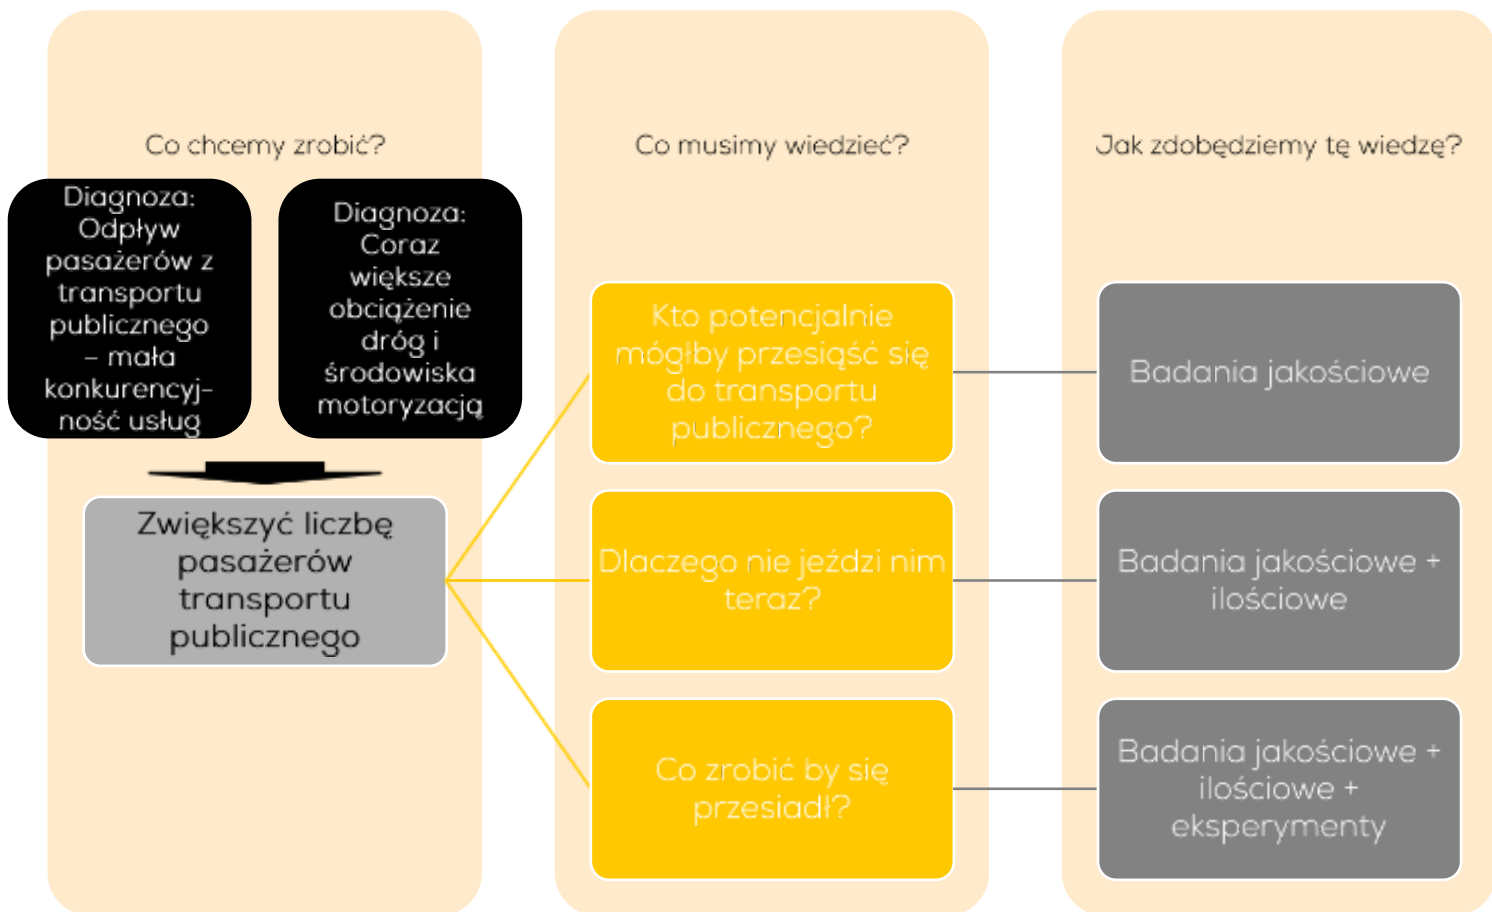 Co chcemy zrobić?
Diagnoza:
Odpływ
pasażerów z
transportu
publicznego
– mała
konkurencyj-
ność usług
Diagnoza:
Coraz
większe
obciążenie
dróg i
środowiska
motoryzacją
Zwiększyć liczbę
pasażerów
transportu
publicznego
Co musimy wiedzieć?
Kto potencjalnie
mógłby przesiąść się
do transportu
publicznego?
Dlaczego nie jeździ nim
teraz?
Co zrobić by się
przesiadł?
Jak zdobędziemy tę wiedzę?
Badania jakościowe
Badania jakościowe +
ilościowe
Badania jakościowe +
ilościowe +
eksperymenty